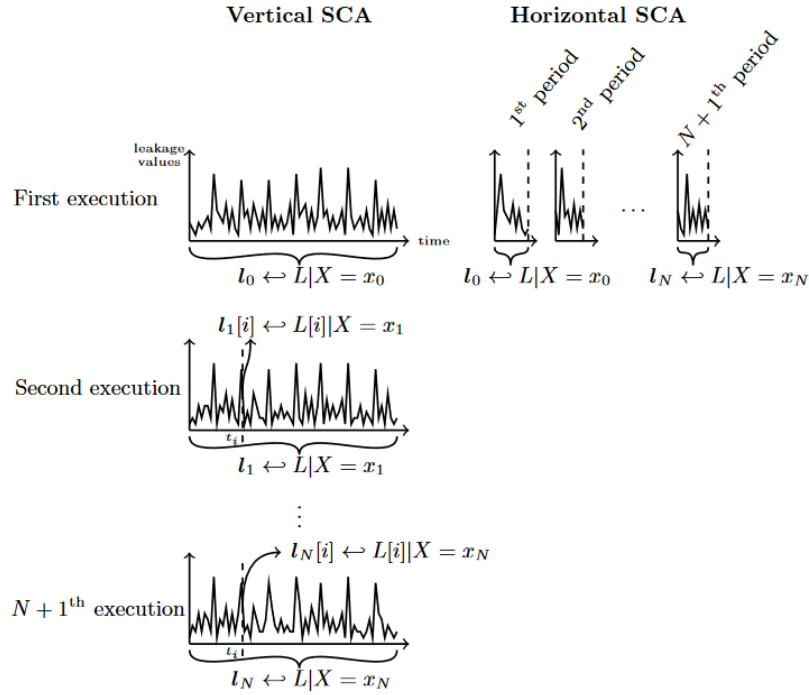 Vertical SCA
Horizontal SCA
1st period
2nd period
N + 1th period
leakage
values
First execution
. . .
time
l0 ↩ L|X = x0
l0 ↩ L|X = x0
lN ↩ L|X = xN
l1[i] ↩ L[i]|X = x1
Second execution
ti
l1 ↩ L|X = x1
⋮
lN[i] ↩ L[i]|X = xN
N + 1th execution
ti
lN ↩ L|X = xN